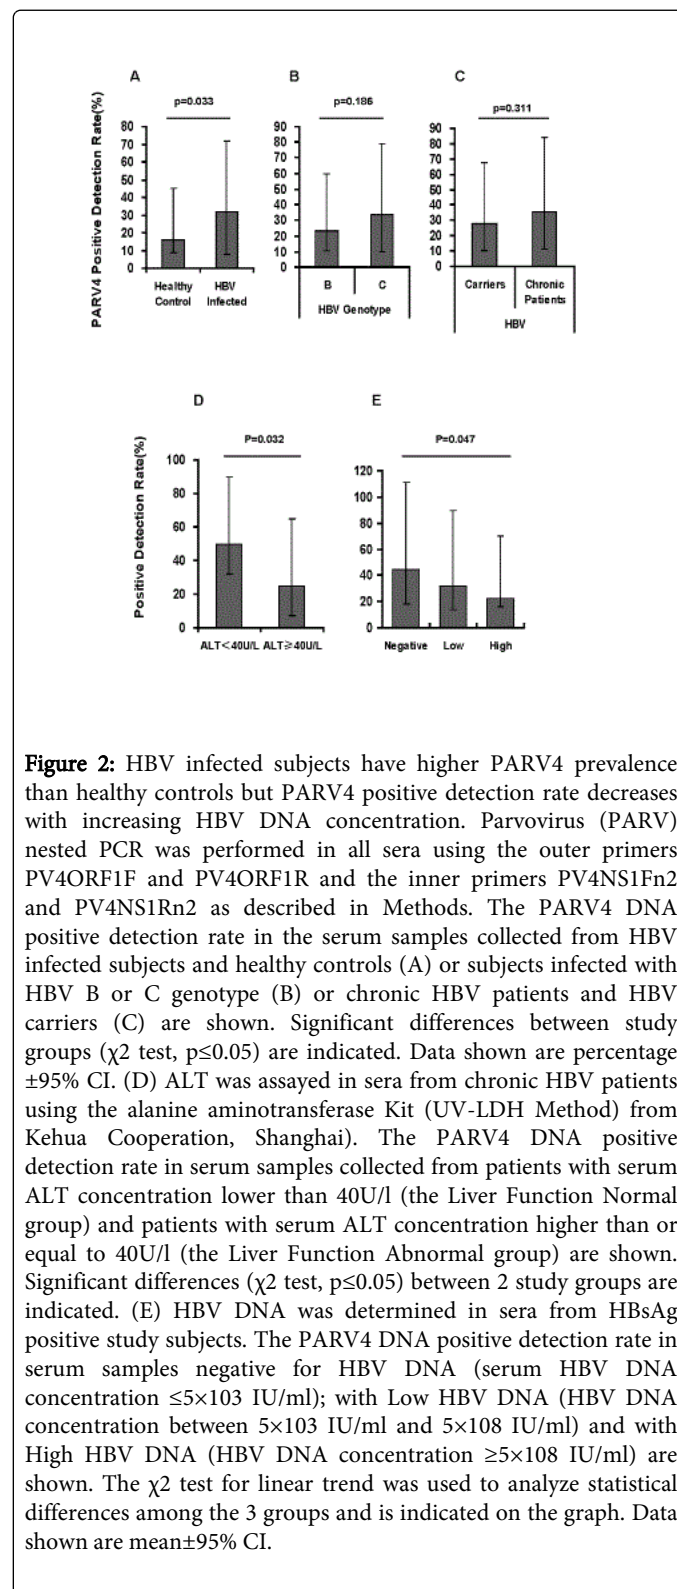 A
B
C
p=0.033
p=0.186
p=0.311
PARV4 Positive Detection Rate(%)
80
70
60
50
40
30
20
10
0
Healthy Control
HBV Infected
90
80
70
60
50
40
30
20
10
0
B
C
HBV Genotype
90
80
70
60
50
40
30
20
10
0
Carriers
Chronic Patients
HBV
D
E
P=0.032
P=0.047
Positive Detection Rate(%)
100
80
60
40
20
0
ALT<40U/L ALT≥40U/L
120
100
80
60
40
20
0
Negative
Low
High
Figure 2: HBV infected subjects have higher PARV4 prevalence
than healthy controls but PARV4 positive detection rate decreases
with increasing HBV DNA concentration. Parvovirus (PARV)
nested PCR was performed in all sera using the outer primers
PV4ORF1F and PV4ORF1R and the inner primers PV4NS1Fn2
and PV4NS1Rn2 as described in Methods. The PARV4 DNA
positive detection rate in the serum samples collected from HBV
infected subjects and healthy controls (A) or subjects infected with
HBV B or C genotype (B) or chronic HBV patients and HBV
carriers (C) are shown. Significant differences between study
groups (χ2 test, p≤0.05) are indicated. Data shown are percentage
±95% CI. (D) ALT was assayed in sera from chronic HBV patients
using the alanine aminotransferase Kit (UV-LDH Method) from
Kehua Cooperation, Shanghai). The PARV4 DNA positive
detection rate in serum samples collected from patients with serum
ALT concentration lower than 40U/l (the Liver Function Normal
group) and patients with serum ALT concentration higher than or
equal to 40U/l (the Liver Function Abnormal group) are shown.
Significant differences (χ2 test, p≤0.05) between 2 study groups are
indicated. (E) HBV DNA was determined in sera from HBsAg
positive study subjects. The PARV4 DNA positive detection rate in
serum samples negative for HBV DNA (serum HBV DNA
concentration ≤5×103 IU/ml); with Low HBV DNA (HBV DNA
concentration between 5×103 IU/ml and 5×108 IU/ml) and with
High HBV DNA (HBV DNA concentration ≥5×108 IU/ml) are
shown. The χ2 test for linear trend was used to analyze statistical
differences among the 3 groups and is indicated on the graph. Data
shown are mean±95% CI.